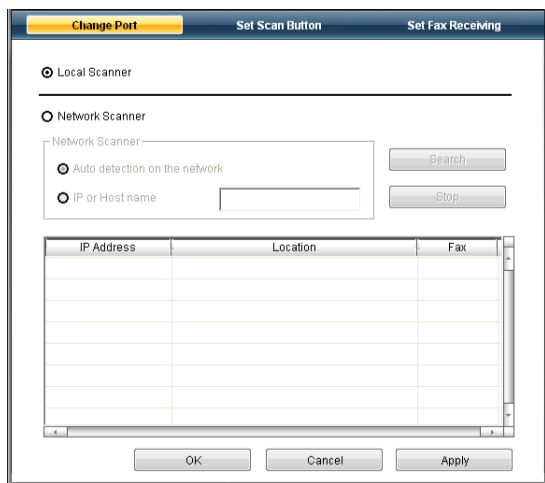 Change Port Set Scan Button Set Fax Receiving
Local Scanner
Network Scanner
Network Scanner
Auto detection on the network
Search
IP or Host name
Stop
IP Address Location Fax
OK Cancel Apply